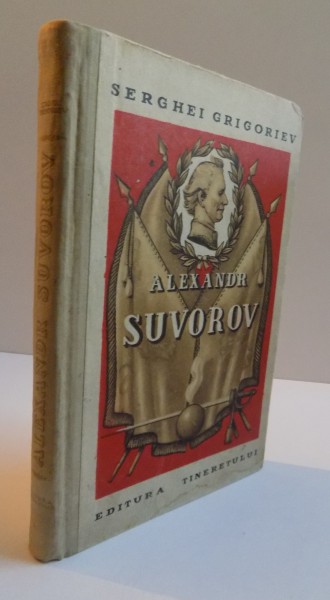 SERGHEI GRIGORIEV
ALEXANDR
SUVOROV
EDITURA TINERETULUI
ALEXANDR SUVOROV